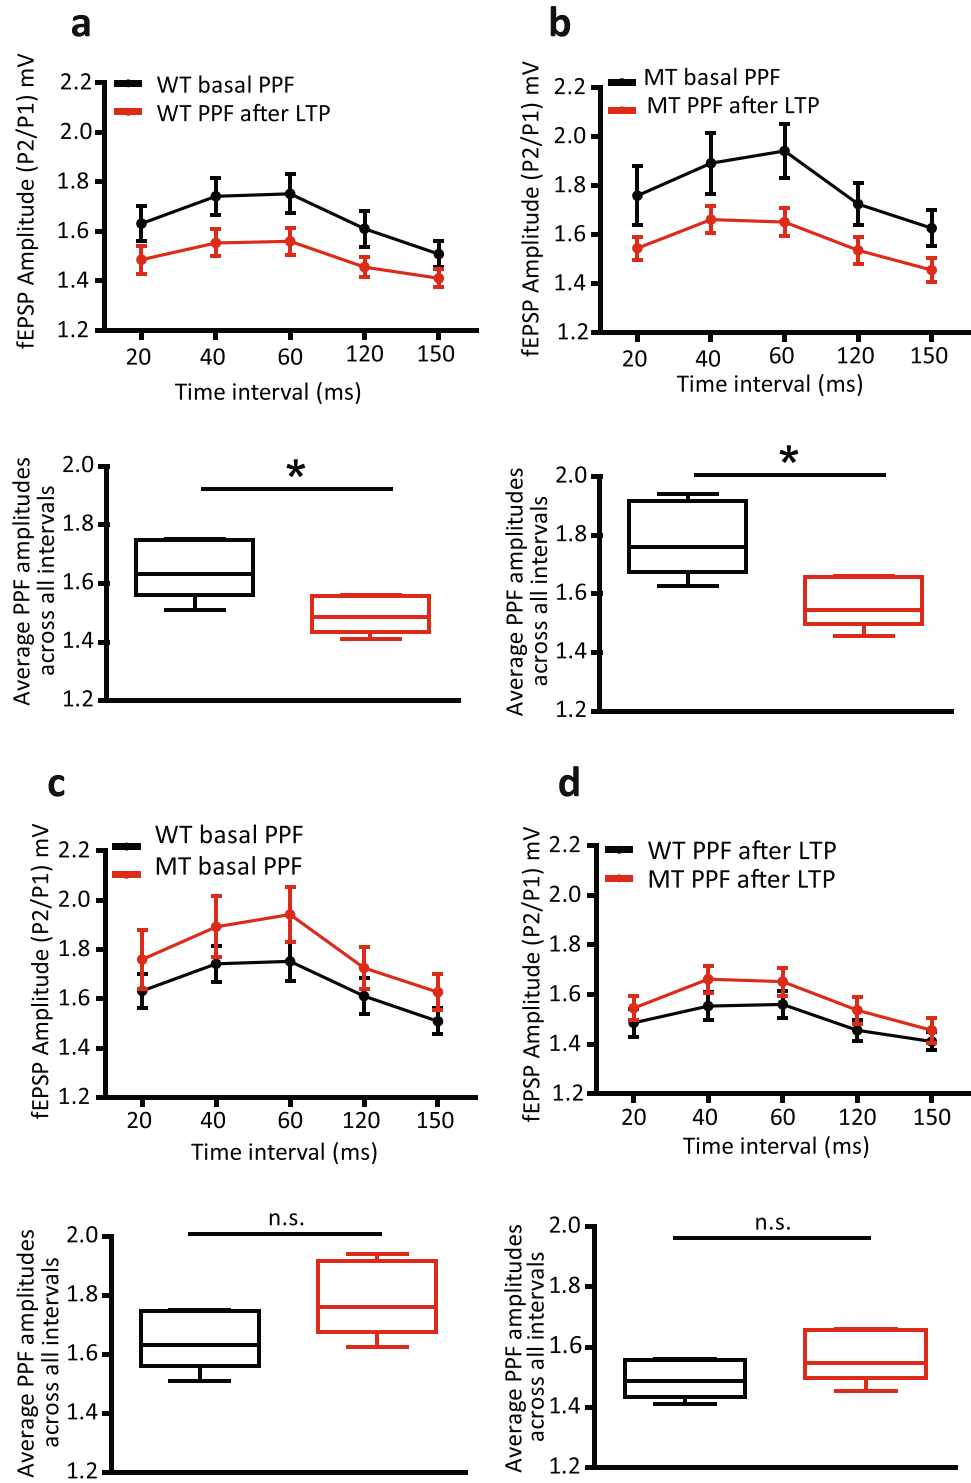 a
fEPSP Amplitude (P2/P1) mV
2.2
2.0
1.8
1.6
1.4
1.2
WT basal PPF
WT PPF after LTP
20 40 60 120 150
Time interval (ms)
b
fEPSP Amplitude (P2/P1) mV
2.2
2.0
1.8
1.6
1.4
1.2
MT basal PPF
MT PPF after LTP
20 40 60 120 150
Time interval (ms)
Average PPF amplitudes
across all intervals
2.0
1.8
1.6
1.4
1.2
*
Average PPF amplitudes
across all intervals
2.0
1.8
1.6
1.4
1.2
*
c
fEPSP Amplitude (P2/P1) mV
2.2
2.0
1.8
1.6
1.4
1.2
WT basal PPF
MT basal PPF
20 40 60 120 150
Time interval (ms)
d
fEPSP Amplitude (P2/P1) mV
2.2
2.0
1.8
1.6
1.4
1.2
WT PPF after LTP
MT PPF after LTP
20 40 60 120 150
Time interval (ms)
Average PPF amplitudes
across all intervals
2.0
1.8
1.6
1.4
1.2
n.s.
Average PPF amplitudes
across all intervals
2.0
1.8
1.6
1.4
1.2
n.s.